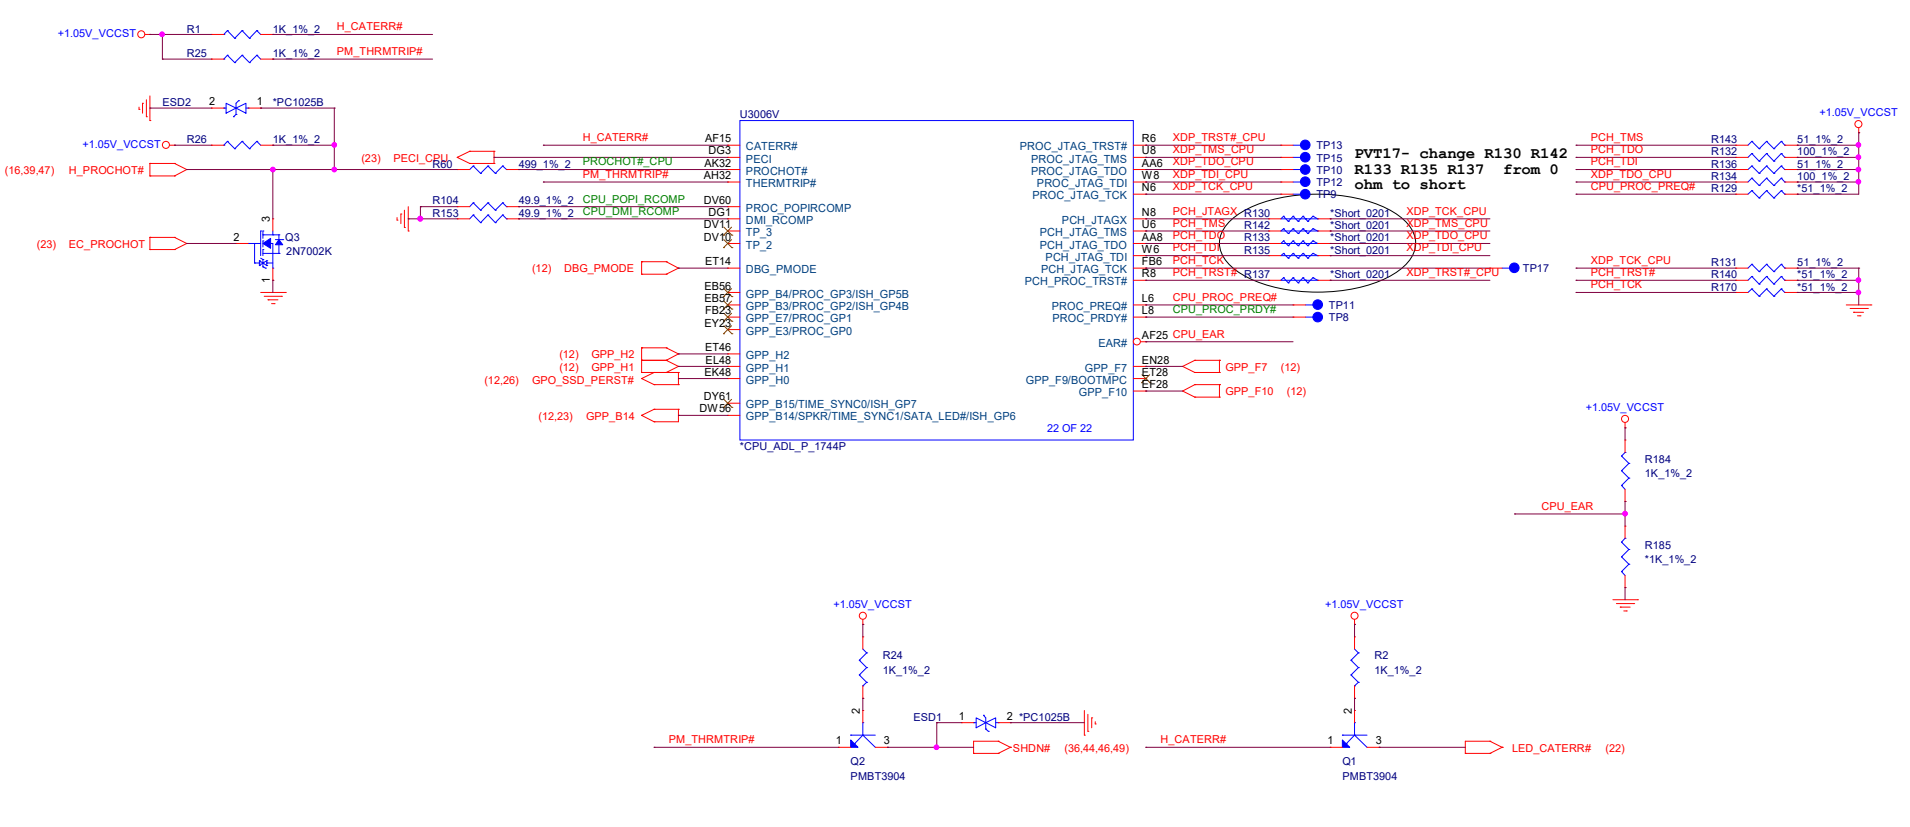 +1.05V_VCCST R1 1K_1%_2 H_CATERR#
R25 1K_1%_2 PM_THRMTRIP#
ESD2 2 1 *PC1025B
+1.05V_VCCST R26 1K_1%_2
(16,39,47) H_PROCHOT#
(23) EC_PROCHOT 2 3 1 Q3
2N7002K
U3006V
H_CATERR# AF15 CATERR#
(23) PECI_CPU DG3 PECI
R60 499_1%_2 PROCHOT#_CPU AK32 PROCHOT#
PM_THRMTRIP# AH32 THERMTRIP#
R104 49.9_1%_2 CPU_POPI_RCOMP DV60 PROC_POPIRCOMP
R153 49.9_1%_2 CPU_DMI_RCOMP DG1 DMI_RCOMP
DV11 TP_3
DV10 TP_2
(12) DBG_PMODE ET14 DBG_PMODE
EB56 GPP_B4/PROC_GP3/ISH_GP5B
EB57 GPP_B3/PROC_GP2/ISH_GP4B
FB23 GPP_E7/PROC_GP1
EY23 GPP_E3/PROC_GP0
(12) GPP_H2 ET46 GPP_H2
(12) GPP_H1 EL48 GPP_H1
(12,26) GPO_SSD_PERST# EK48 GPP_H0
DY61 GPP_B15/TIME_SYNC0/ISH_GP7
(12,23) GPP_B14 DW56 GPP_B14/SPKR/TIME_SYNC1/SATA_LED#/ISH_GP6
22 OF 22
*CPU_ADL_P_1744P
PROC_JTAG_TRST# R6 XDP_TRST#_CPU TP13
PROC_JTAG_TMS U8 XDP_TMS_CPU TP15
PROC_JTAG_TDO AA6 XDP_TDO_CPU TP10
PROC_JTAG_TDI W8 XDP_TDI_CPU TP12
PROC_JTAG_TCK N6 XDP_TCK_CPU TP9
PVT17- change R130 R142
R133 R135 R137 from 0
ohm to short
PCH_JTAGX N8 PCH_JTAGX R130 *Short_0201 XDP_TCK_CPU
PCH_JTAG_TMS U6 PCH_TMS R142 *Short_0201 XDP_TMS_CPU
PCH_JTAG_TDO AA8 PCH_TDO R133 *Short_0201 XDP_TDO_CPU
PCH_JTAG_TDI W6 PCH_TDI R135 *Short_0201 XDP_TDI_CPU
PCH_JTAG_TCK FB6 PCH_TCK TP17
PCH_PROC_TRST# R8 PCH_TRST# R137 *Short_0201 XDP_TRST#_CPU
PROC_PREQ# L6 CPU_PROC_PREQ# TP11
PROC_PRDY# L8 CPU_PROC_PRDY# TP8
EAR# AF25 CPU_EAR
GPP_F7 EN28 GPP_F7 (12)
GPP_F9/BOOTMPC ET28
GPP_F10 EF28 GPP_F10 (12)
+1.05V_VCCST
PCH_TMS R143 51_1%_2
PCH_TDO R132 100_1%_2
PCH_TDI R136 51_1%_2
XDP_TDO_CPU R134 100_1%_2
CPU_PROC_PREQ# R129 *51_1%_2
XDP_TCK_CPU R131 51_1%_2
PCH_TRST# R140 *51_1%_2
PCH_TCK R170 *51_1%_2
+1.05V_VCCST
R184
1K_1%_2
CPU_EAR
R185
*1K_1%_2
+1.05V_VCCST
R24
1K_1%_2
2
ESD1 1 2 *PC1025B
PM_THRMTRIP# 1 3 SHDN# (36,44,46,49)
Q2
PMBT3904
+1.05V_VCCST
R2
1K_1%_2
2
H_CATERR# 1 3 LED_CATERR# (22)
Q1
PMBT3904